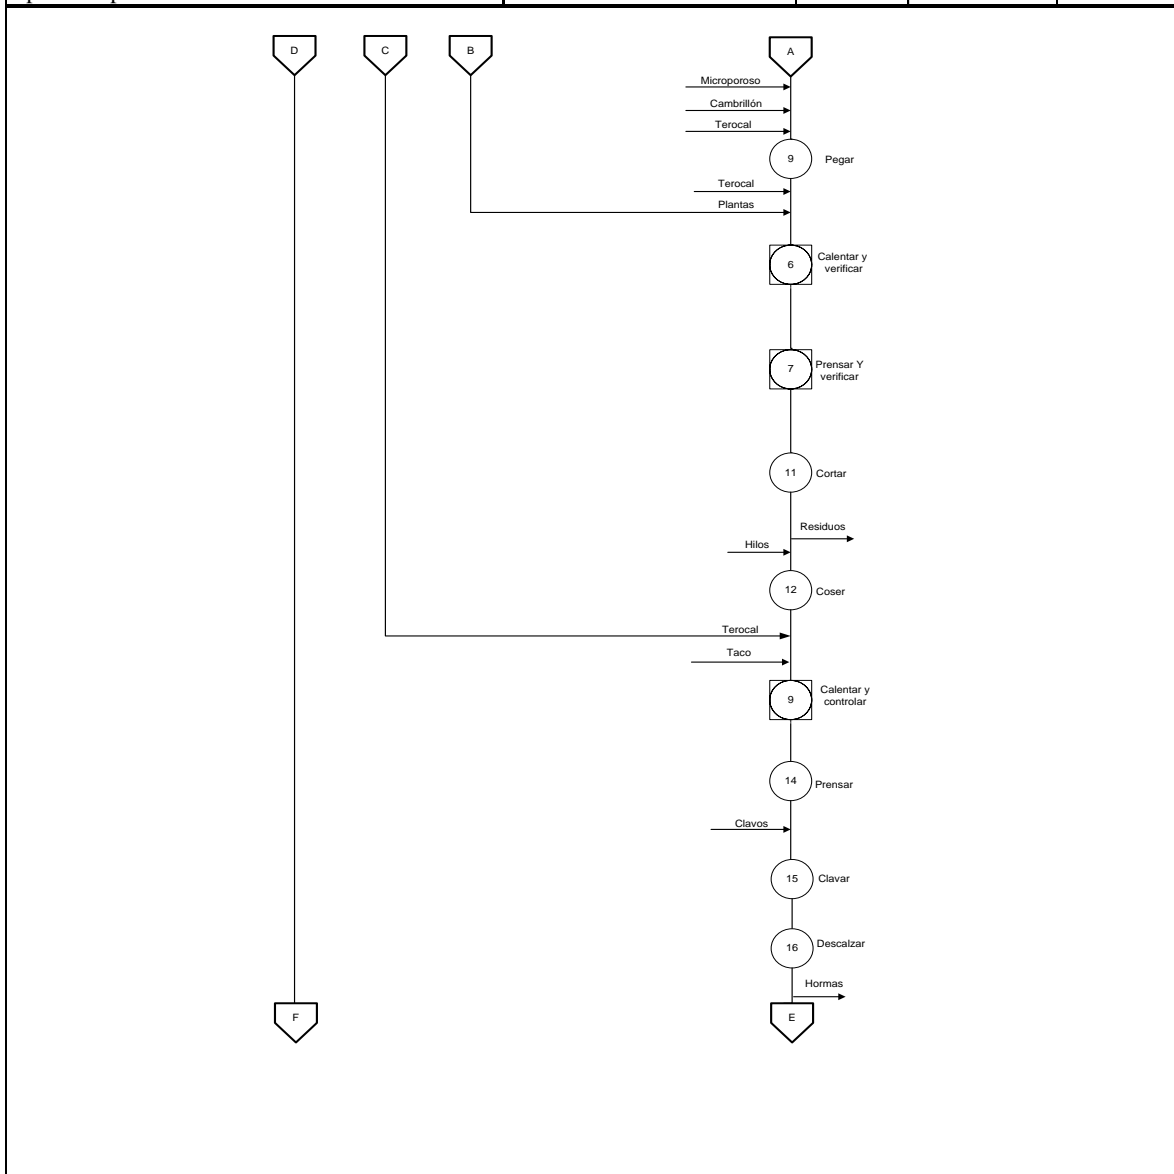 D
C
B
A
Microporoso
Cambrillón
Terocal
9
Pegar
Terocal
Plantas
6
Calentar y
verificar
7
Prensar Y
verificar
11
Cortar
Residuos
Hilos
12
Coser
Terocal
Taco
9
Calentar y
controlar
14
Prensar
Clavos
15
Clavar
16
Descalzar
Hormas
F
E